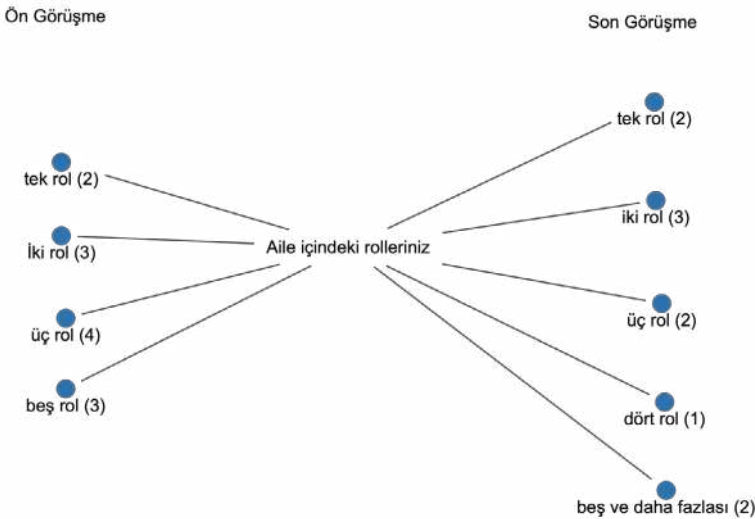 Ön Görüşme
Son Görüşme
tek rol (2)
tek rol (2)
iki rol (3)
İki rol (3)
Aile içindeki rolleriniz
üç rol (2)
üç rol (4)
beş rol (3)
dört rol (1)
beş ve daha fazlası (2)